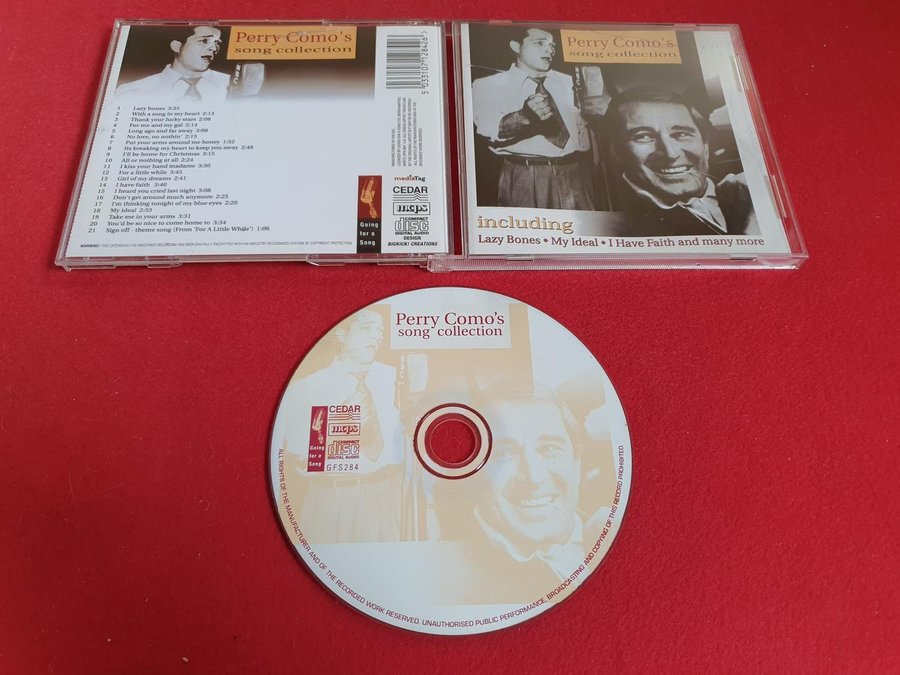 Perry Como's
song collection
1 Lazy bones 3:35
2 With a song in my heart 2:13
3 Thank your lucky stars 2:08
4 For me and my gal 2:15
5 Long ago and far away 3:08
6 No love, no nothin' 2:15
7 Put your arms around me honey 1:52
8 It's breaking my heart to keep you away 2:49
9 I'll be home for Christmas 3:15
10 All or nothing at all 2:24
11 I kiss your hand madame 3:30
12 For a little while 3:45
13 Girl of my dreams 2:41
14 I have faith 3:40
15 I heard you cried last night 3:08
16 Don't get around much anymore 2:25
17 I'm thinking tonight of my blue eyes 2:20
18 My ideal 2:53
19 Take me in your arms 3:31
20 You'd be so nice to come home to 3:34
21 Sign off - theme song (From 'For A Little While') 1:06
5 033107 128426
mediatag
CEDAR
mcps
COMPACT
disc
DIGITAL AUDIO
DESIGN
BIGKICK! CREATIONS
Going
for a
Song
Perry Como's
song collection
including
Lazy Bones • My Ideal • I Have Faith and many more
Perry Como's
song collection
CEDAR
mcps
COMPACT
disc
DIGITAL AUDIO
GFS284
Going
for a
Song
ALL RIGHTS OF THE MANUFACTURER AND OF THE RECORDED WORK RESERVED. UNAUTHORISED PUBLIC PERFORMANCE, BROADCASTING AND COPYING OF THIS RECORD PROHIBITED